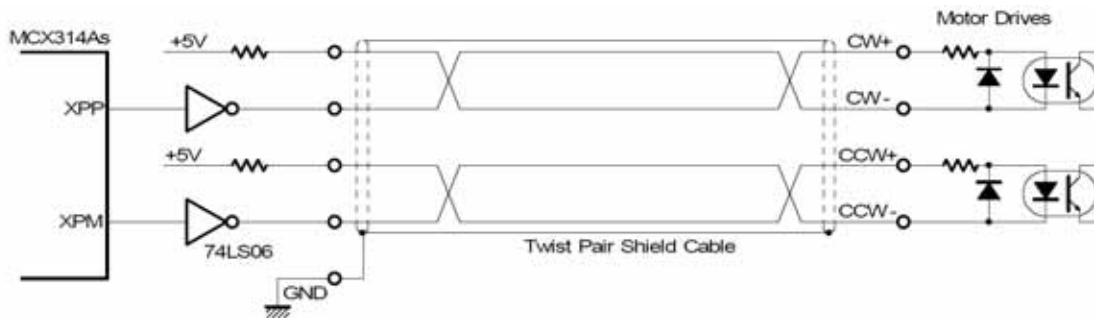 Motor Drives
MCX314As
+5V
CW+
XPP
CW-
+5V
CCW+
XPM
CCW-
74LS06
Twist Pair Shield Cable
GND